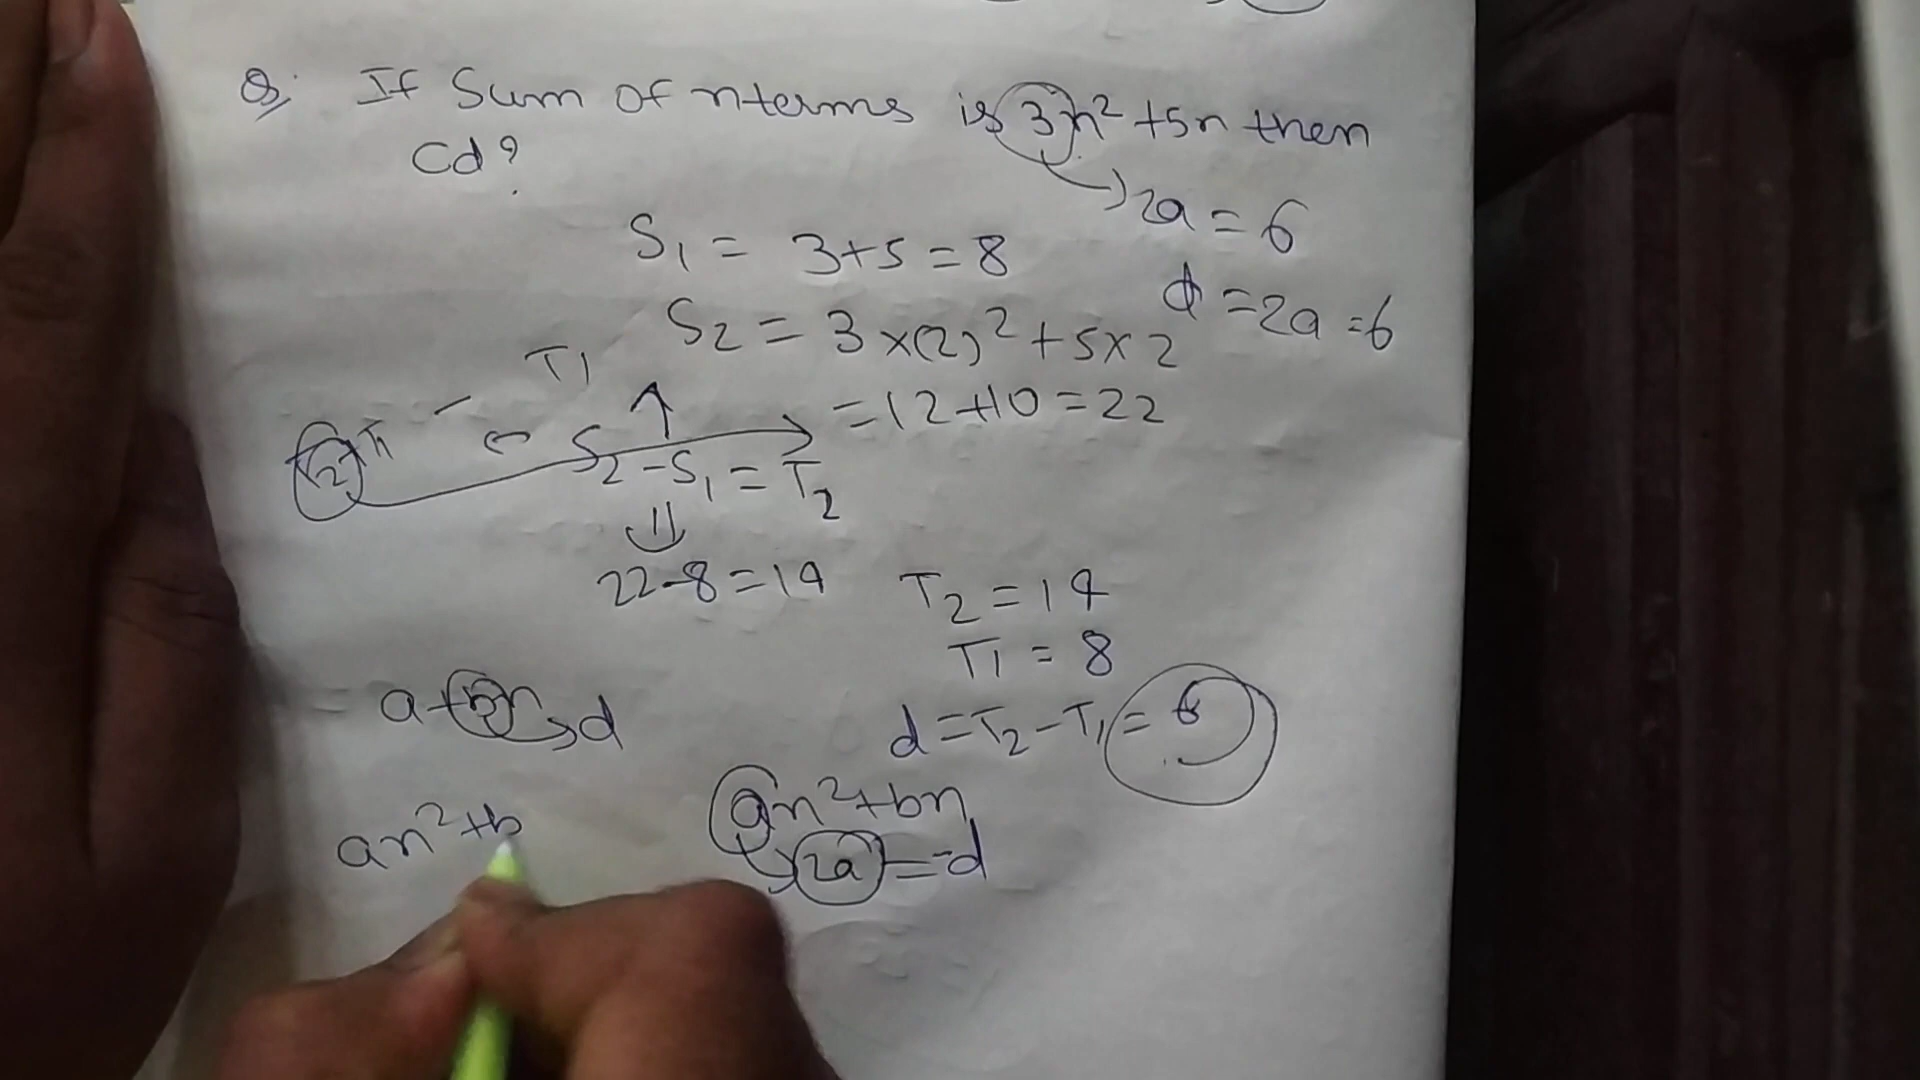 Q. If Sum of n terms is 3n² + 5n then
Cd?
2a = 6
S₁ = 3+5 = 8
d = 2a = 6
S₂ = 3×(2)² + 5×2
T₁
= 12+10 = 22
T₂ T₁
S₂ - S₁ = T₂
22-8 = 14
T₂ = 14
T₁ = 8
= a+bn d
d = T₂ - T₁ = 6
an²+bn
an²+b
2a = d